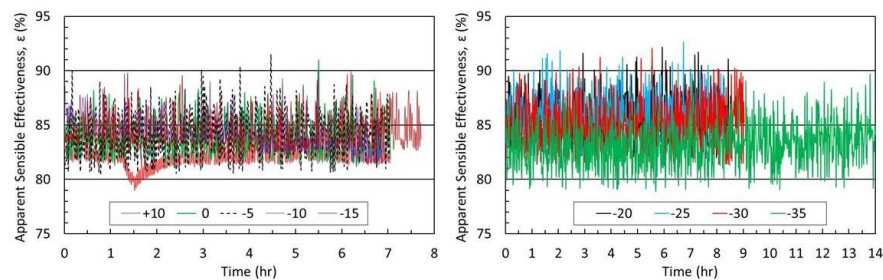 Apparent Sensible Effectiveness, ε (%)
95
90
85
80
75
+10 0 -5 -10 -15
0 1 2 3 4 5 6 7 8
Time (hr)
Apparent Sensible Effectiveness, ε (%)
95
90
85
80
75
-20 -25 -30 -35
0 1 2 3 4 5 6 7 8 9 10 11 12 13 14
Time (hr)